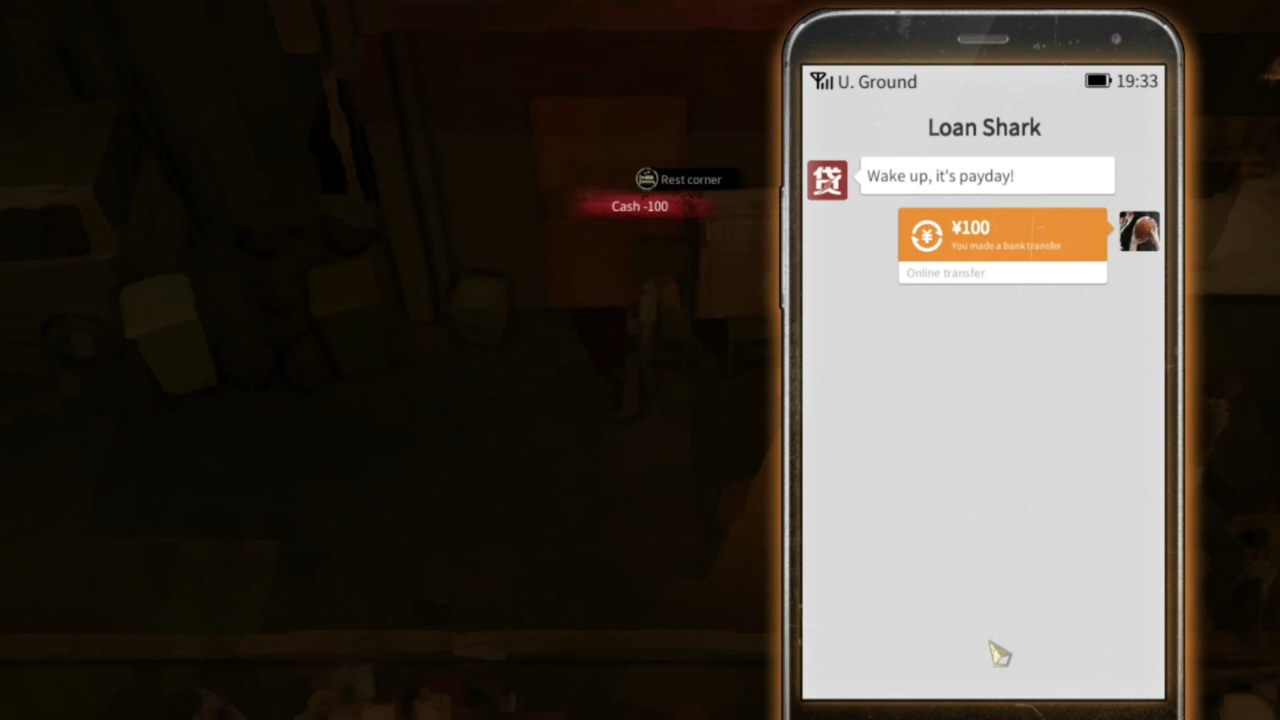 U. Ground
19:33
Loan Shark
贷
Wake up, it's payday!
Rest corner
Cash -100
¥100
You made a bank transfer
Online transfer